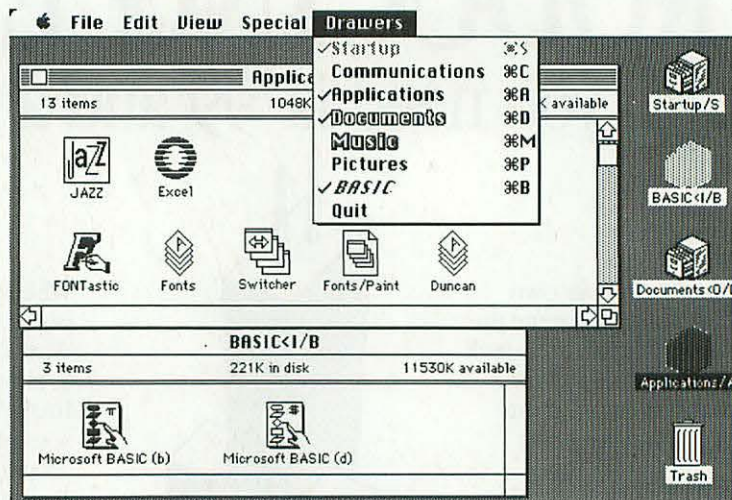 File Edit View Special Drawers
✓Startup ⌘S
Communications ⌘C
✓Applications ⌘A
✓Documents ⌘D
Music ⌘M
Pictures ⌘P
✓BASIC ⌘B
Quit
Applica
13 items 1048K K available
JAZZ
JAZZ
Excel
FONTastic
Fonts
Switcher
Fonts/Paint
Duncan
BASIC<I/B
3 items 221K in disk 11530K available
Microsoft BASIC (b)
Microsoft BASIC (d)
Startup/S
BASIC<I/B
Documents<O/D
Applications/A
Trash